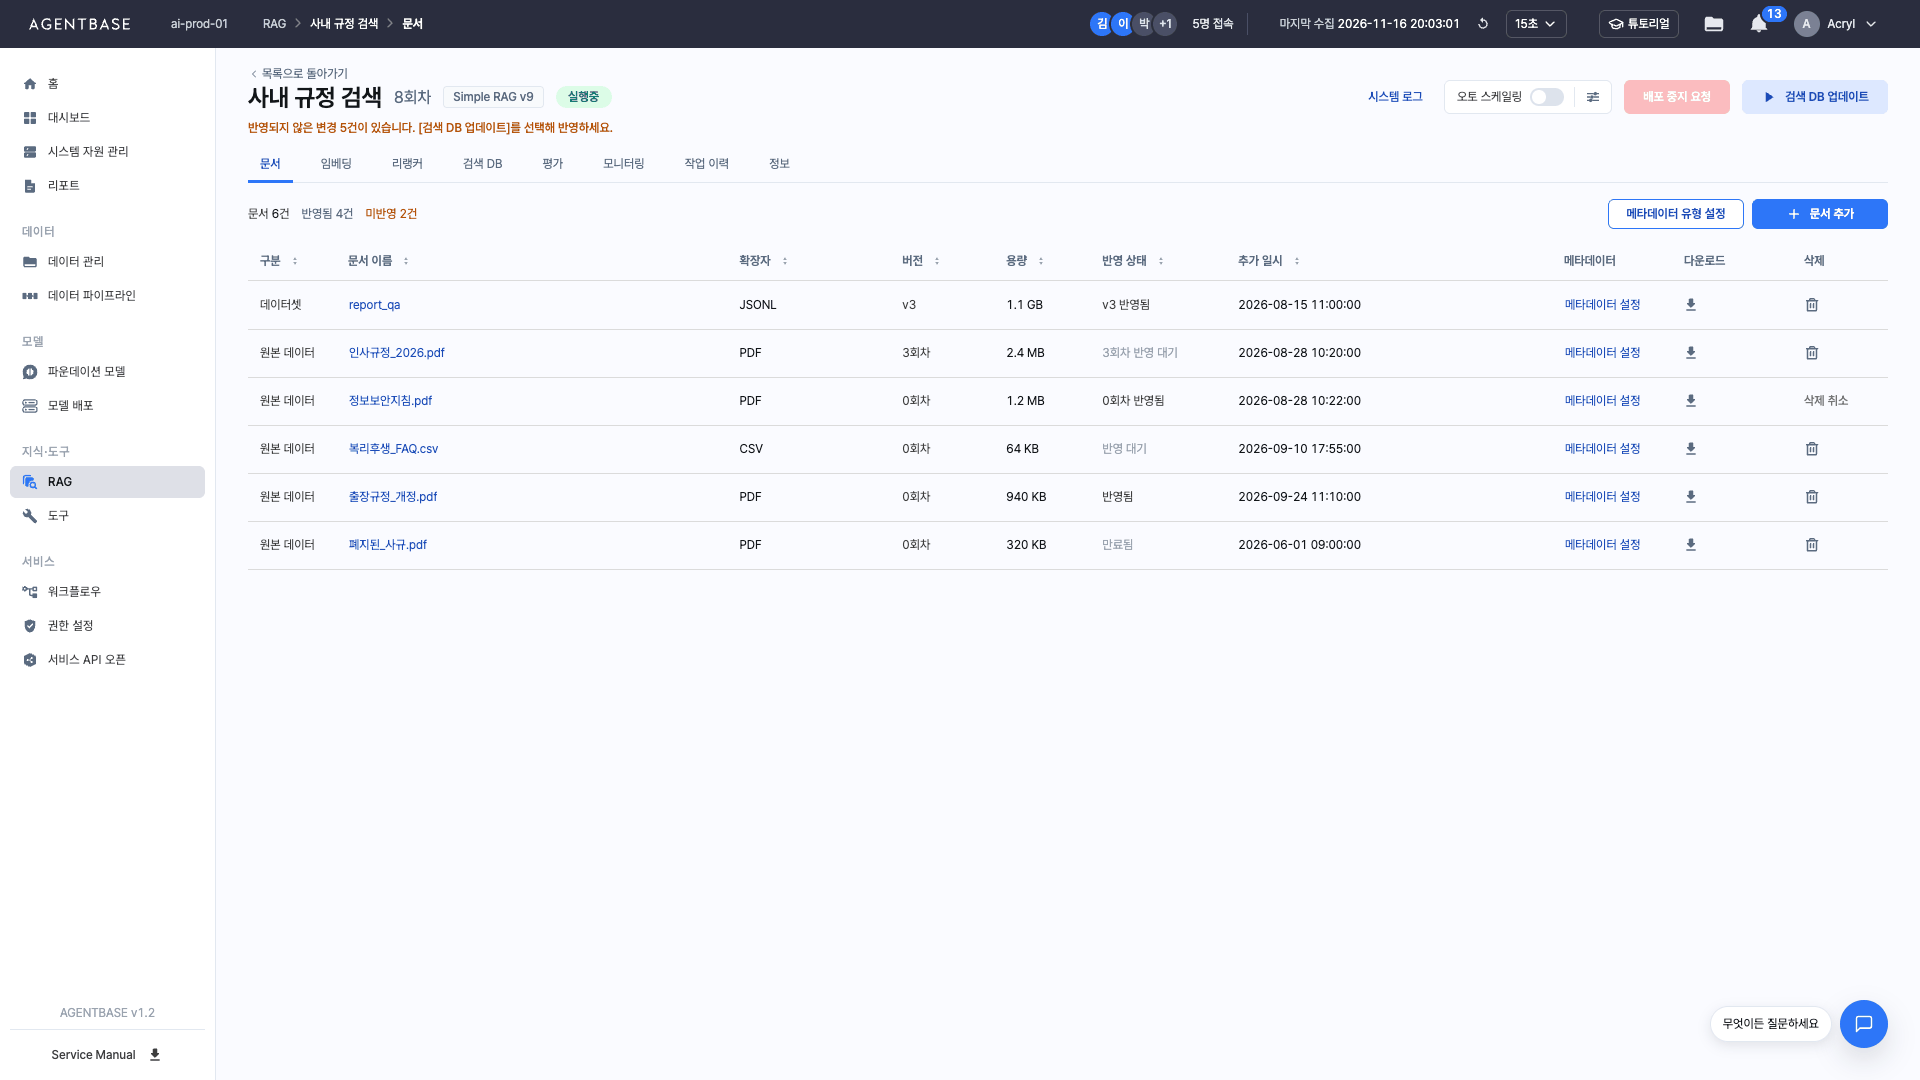 AGENTBASE
ai-prod-01
RAG > 사내 규정 검색 > 문서
김 이 박 +1 5명 접속
마지막 수집 2026-11-16 20:03:01
15초
튜토리얼
13
A Acryl
홈
대시보드
시스템 자원 관리
리포트
데이터
데이터 관리
데이터 파이프라인
모델
파운데이션 모델
모델 배포
지식·도구
RAG
도구
서비스
워크플로우
권한 설정
서비스 API 오픈
AGENTBASE v1.2
Service Manual
목록으로 돌아가기
사내 규정 검색 8회차 Simple RAG v9 실행중
반영되지 않은 변경 5건이 있습니다. [검색 DB 업데이트]를 선택해 반영하세요.
시스템 로그
오토 스케일링
배포 중지 요청
검색 DB 업데이트
문서 임베딩 리랭커 검색 DB 평가 모니터링 작업 이력 정보
문서 6건 반영됨 4건 미반영 2건
메타데이터 유형 설정
문서 추가
구분 문서 이름 확장자 버전 용량 반영 상태 추가 일시 메타데이터 다운로드 삭제
데이터셋 report_qa JSONL v3 1.1 GB v3 반영됨 2026-08-15 11:00:00 메타데이터 설정
원본 데이터 인사규정_2026.pdf PDF 3회차 2.4 MB 3회차 반영 대기 2026-08-28 10:20:00 메타데이터 설정
원본 데이터 정보보안지침.pdf PDF 0회차 1.2 MB 0회차 반영됨 2026-08-28 10:22:00 메타데이터 설정 삭제 취소
원본 데이터 복리후생_FAQ.csv CSV 0회차 64 KB 반영 대기 2026-09-10 17:55:00 메타데이터 설정
원본 데이터 출장규정_개정.pdf PDF 0회차 940 KB 반영됨 2026-09-24 11:10:00 메타데이터 설정
원본 데이터 폐지된_사규.pdf PDF 0회차 320 KB 만료됨 2026-06-01 09:00:00 메타데이터 설정
무엇이든 질문하세요